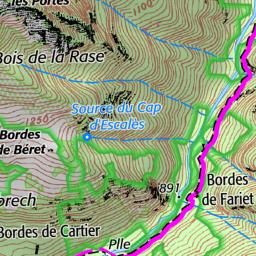 les Portes
1100
Bois de la Rase
1250
Source du Cap
d'Escalès
Bordes
de Béret
891
Bordes
de Fariet
Bordes de Cartier
Plle